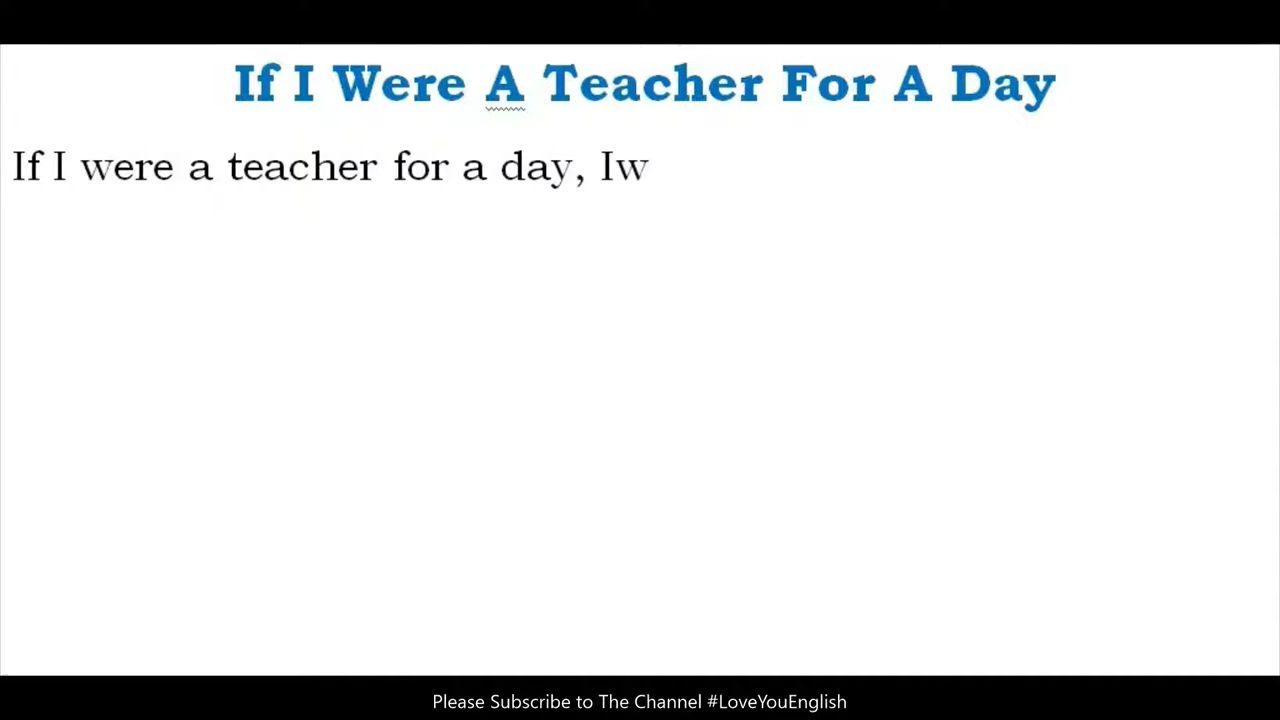 If I Were A Teacher For A Day
If I were a teacher for a day, Iw
Please Subscribe to The Channel #LoveYouEnglish